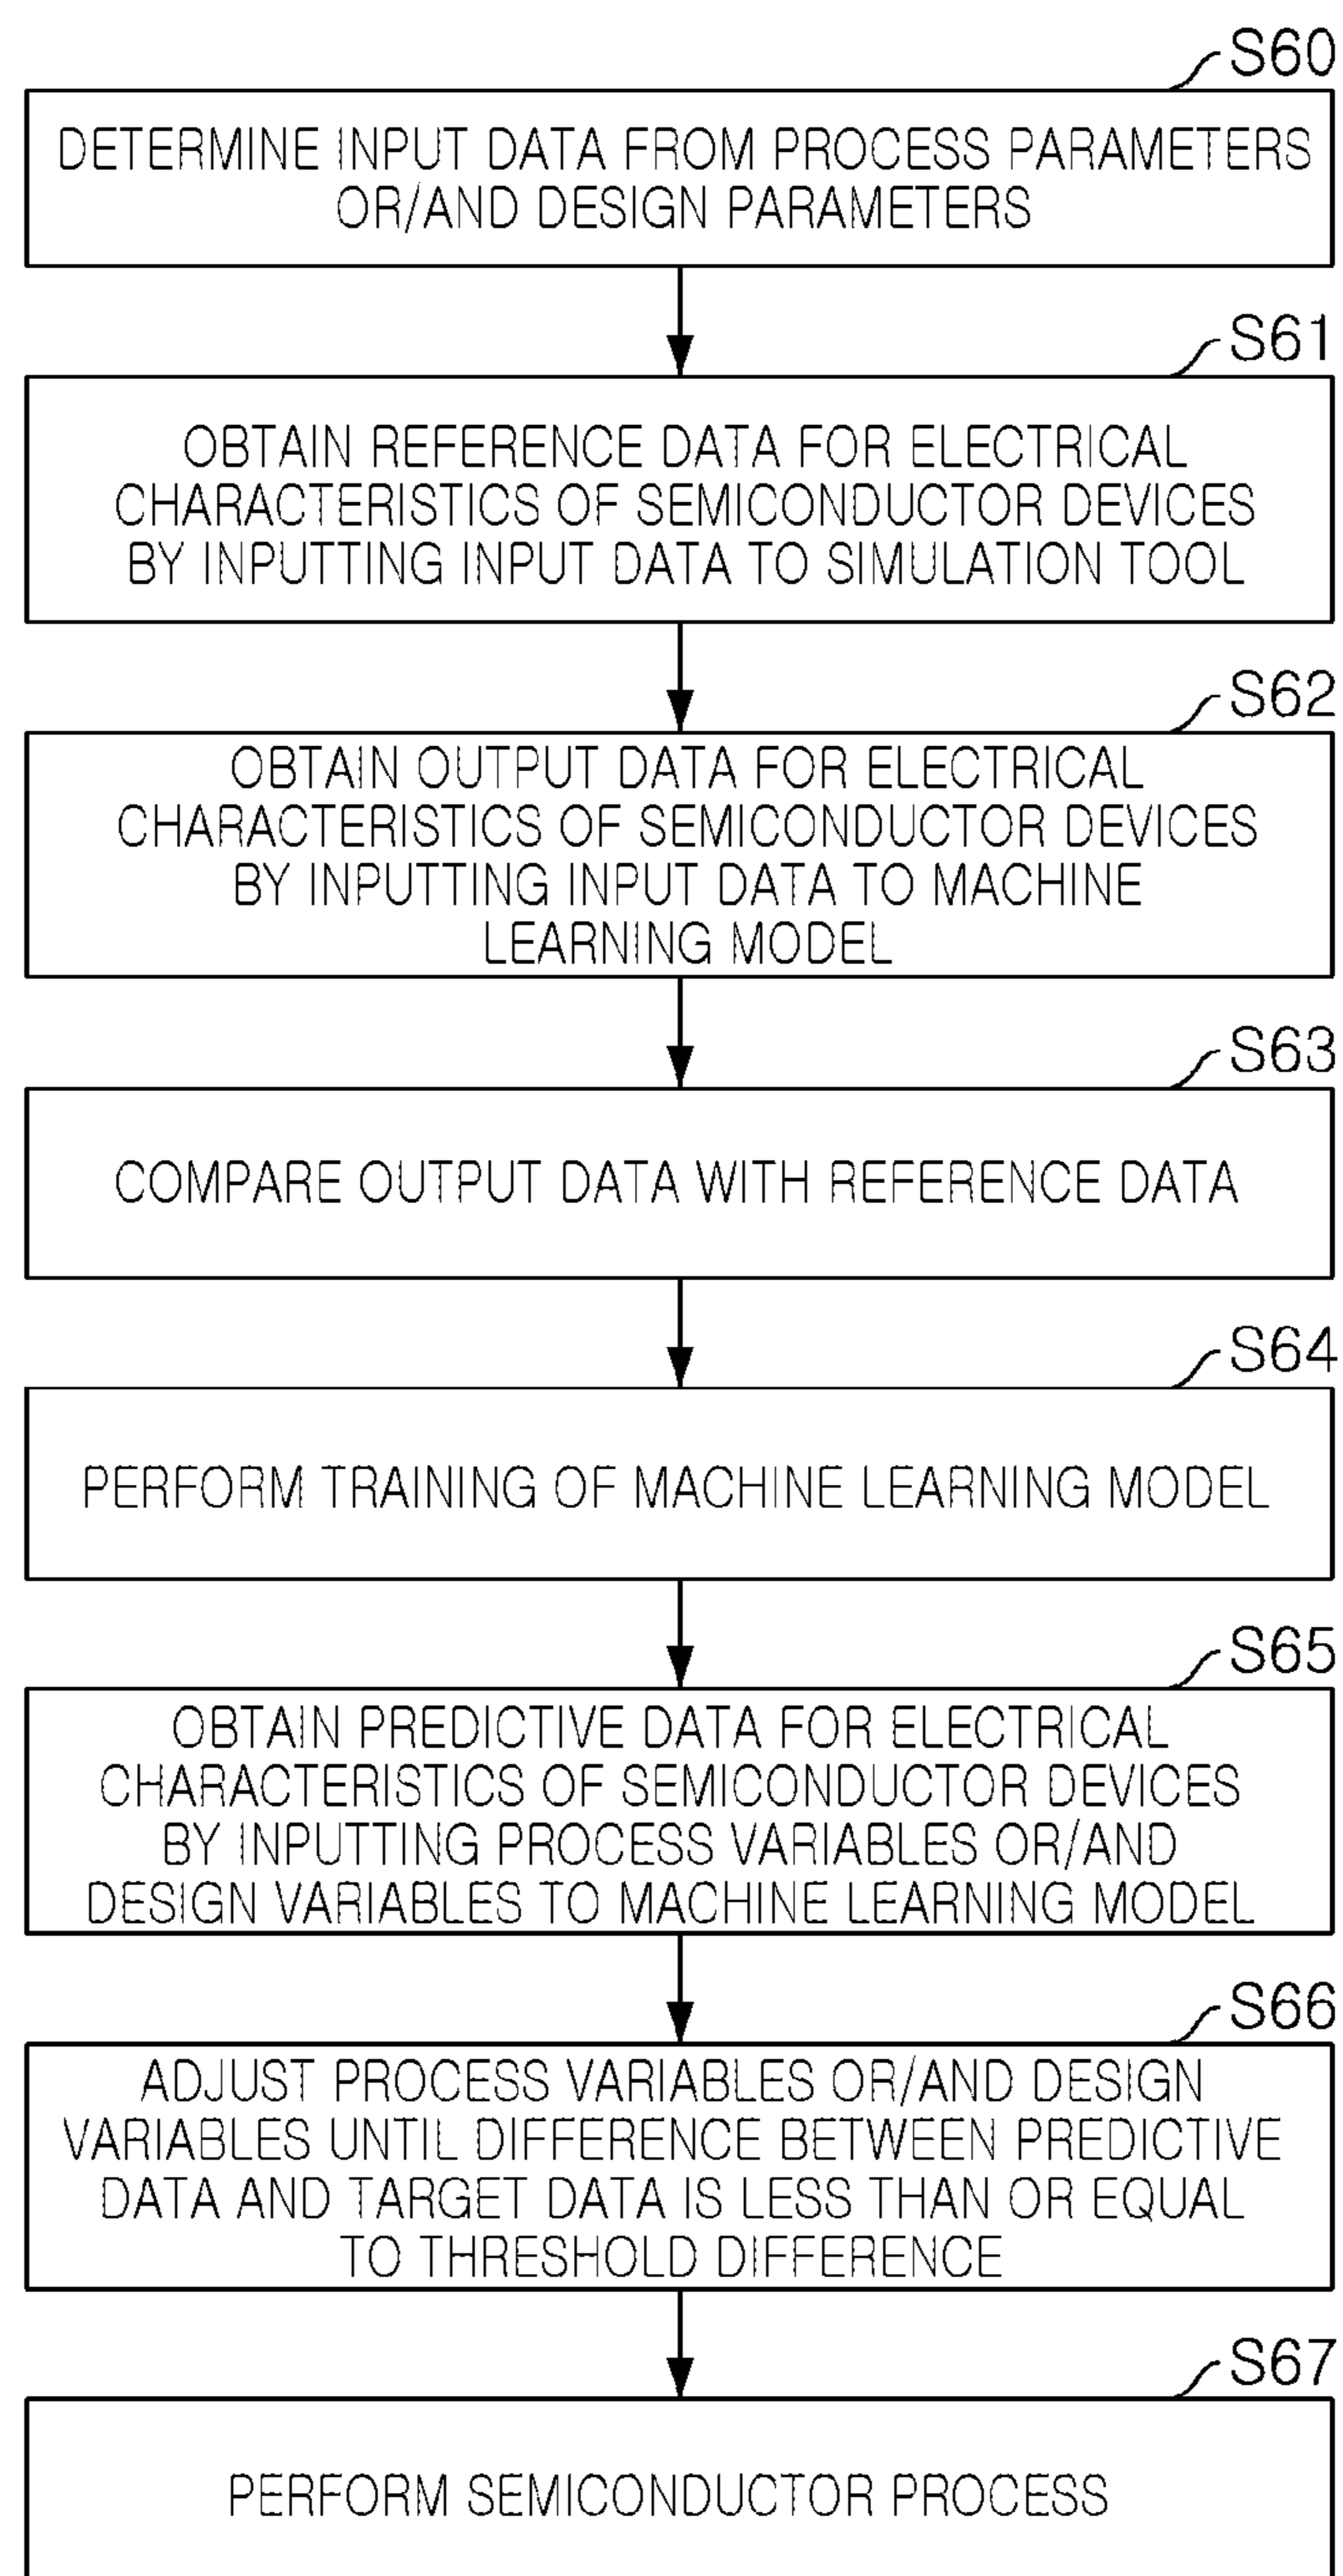 S60
DETERMINE INPUT DATA FROM PROCESS PARAMETERS
OR/AND DESIGN PARAMETERS
S61
OBTAIN REFERENCE DATA FOR ELECTRICAL
CHARACTERISTICS OF SEMICONDUCTOR DEVICES
BY INPUTTING INPUT DATA TO SIMULATION TOOL
S62
OBTAIN OUTPUT DATA FOR ELECTRICAL
CHARACTERISTICS OF SEMICONDUCTOR DEVICES
BY INPUTTING INPUT DATA TO MACHINE
LEARNING MODEL
S63
COMPARE OUTPUT DATA WITH REFERENCE DATA
S64
PERFORM TRAINING OF MACHINE LEARNING MODEL
S65
OBTAIN PREDICTIVE DATA FOR ELECTRICAL
CHARACTERISTICS OF SEMICONDUCTOR DEVICES
BY INPUTTING PROCESS VARIABLES OR/AND
DESIGN VARIABLES TO MACHINE LEARNING MODEL
S66
ADJUST PROCESS VARIABLES OR/AND DESIGN
VARIABLES UNTIL DIFFERENCE BETWEEN PREDICTIVE
DATA AND TARGET DATA IS LESS THAN OR EQUAL
TO THRESHOLD DIFFERENCE
S67
PERFORM SEMICONDUCTOR PROCESS